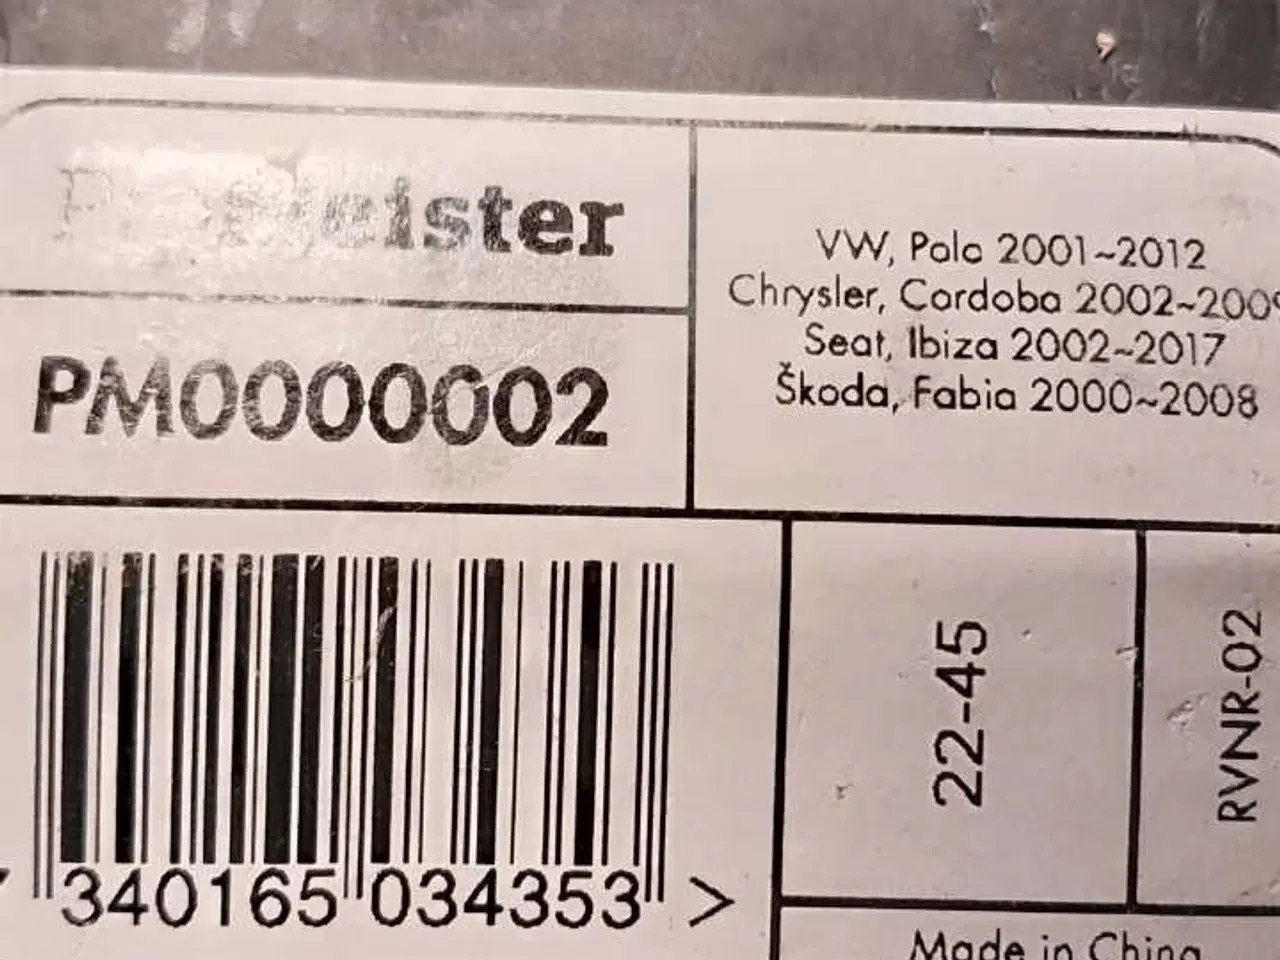 PM0000002
VW, Polo 2001~2012
Chrysler, Cordoba 2002~2009
Seat, Ibiza 2002~2017
Škoda, Fabia 2000~2008
340165 034353 >
22-45
RVNR-02
Made in China